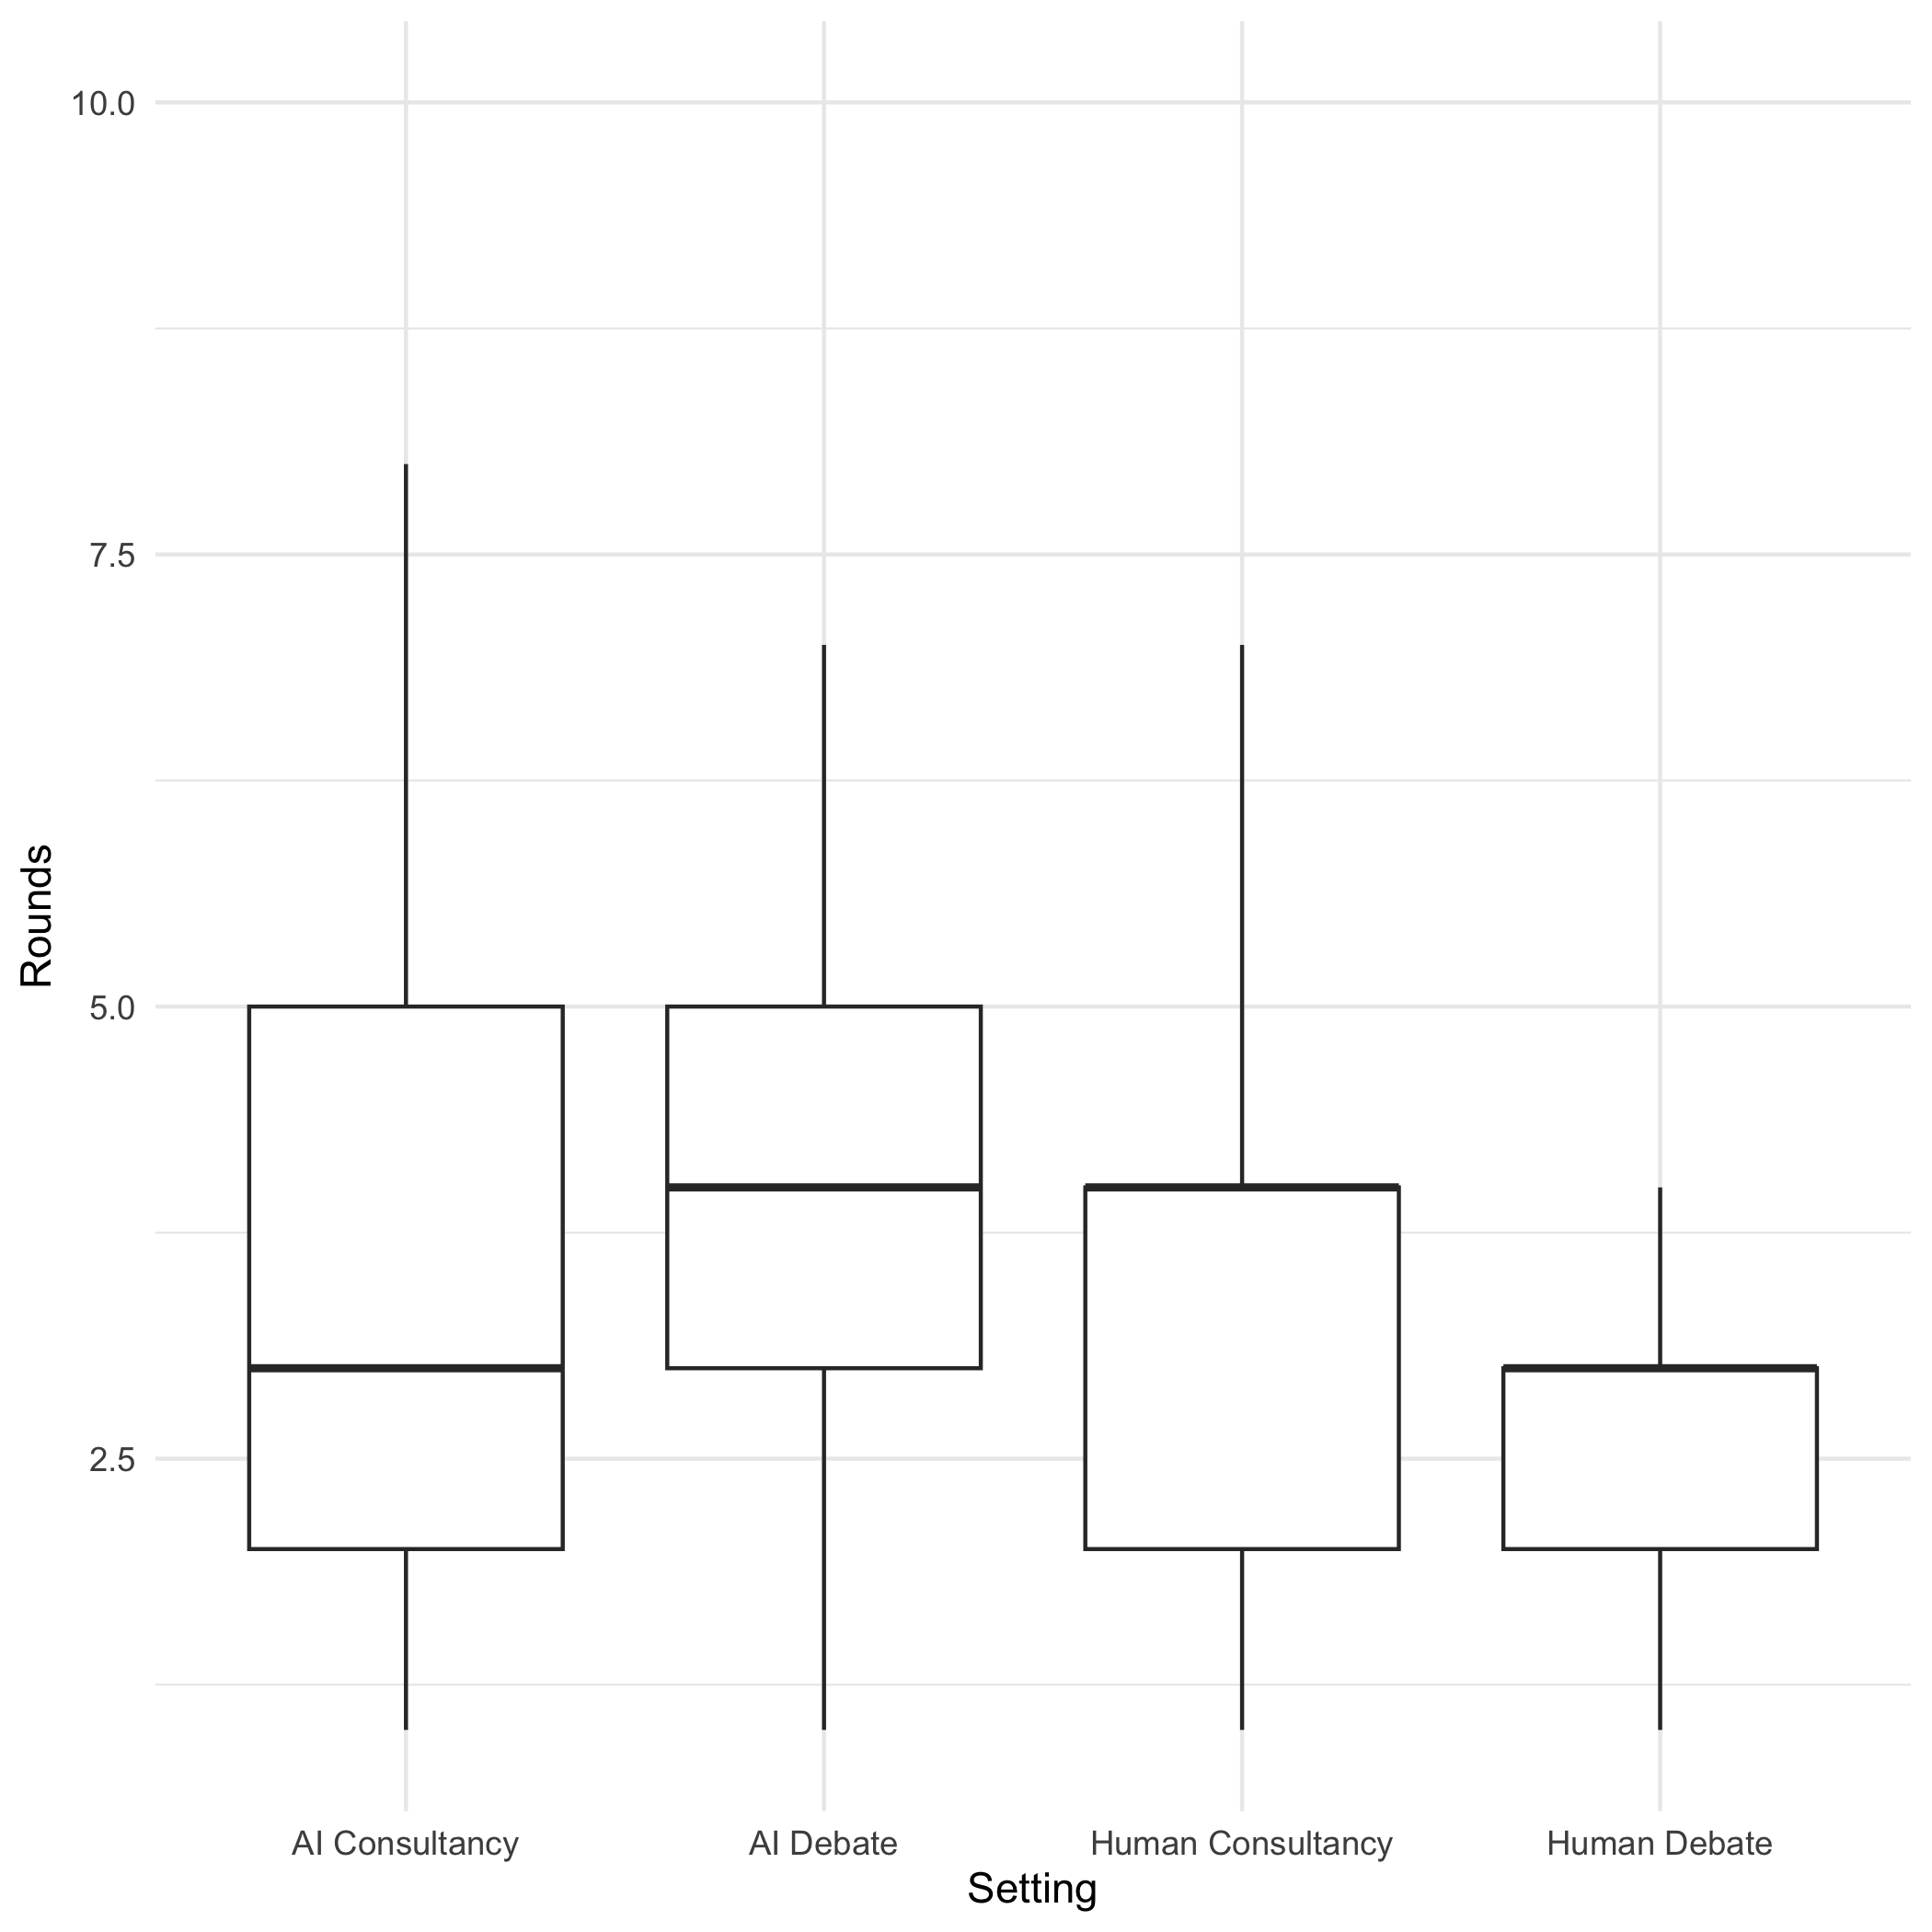 10.0
7.5
5.0
2.5
Rounds
AI Consultancy
AI Debate
Human Consultancy
Human Debate
Setting